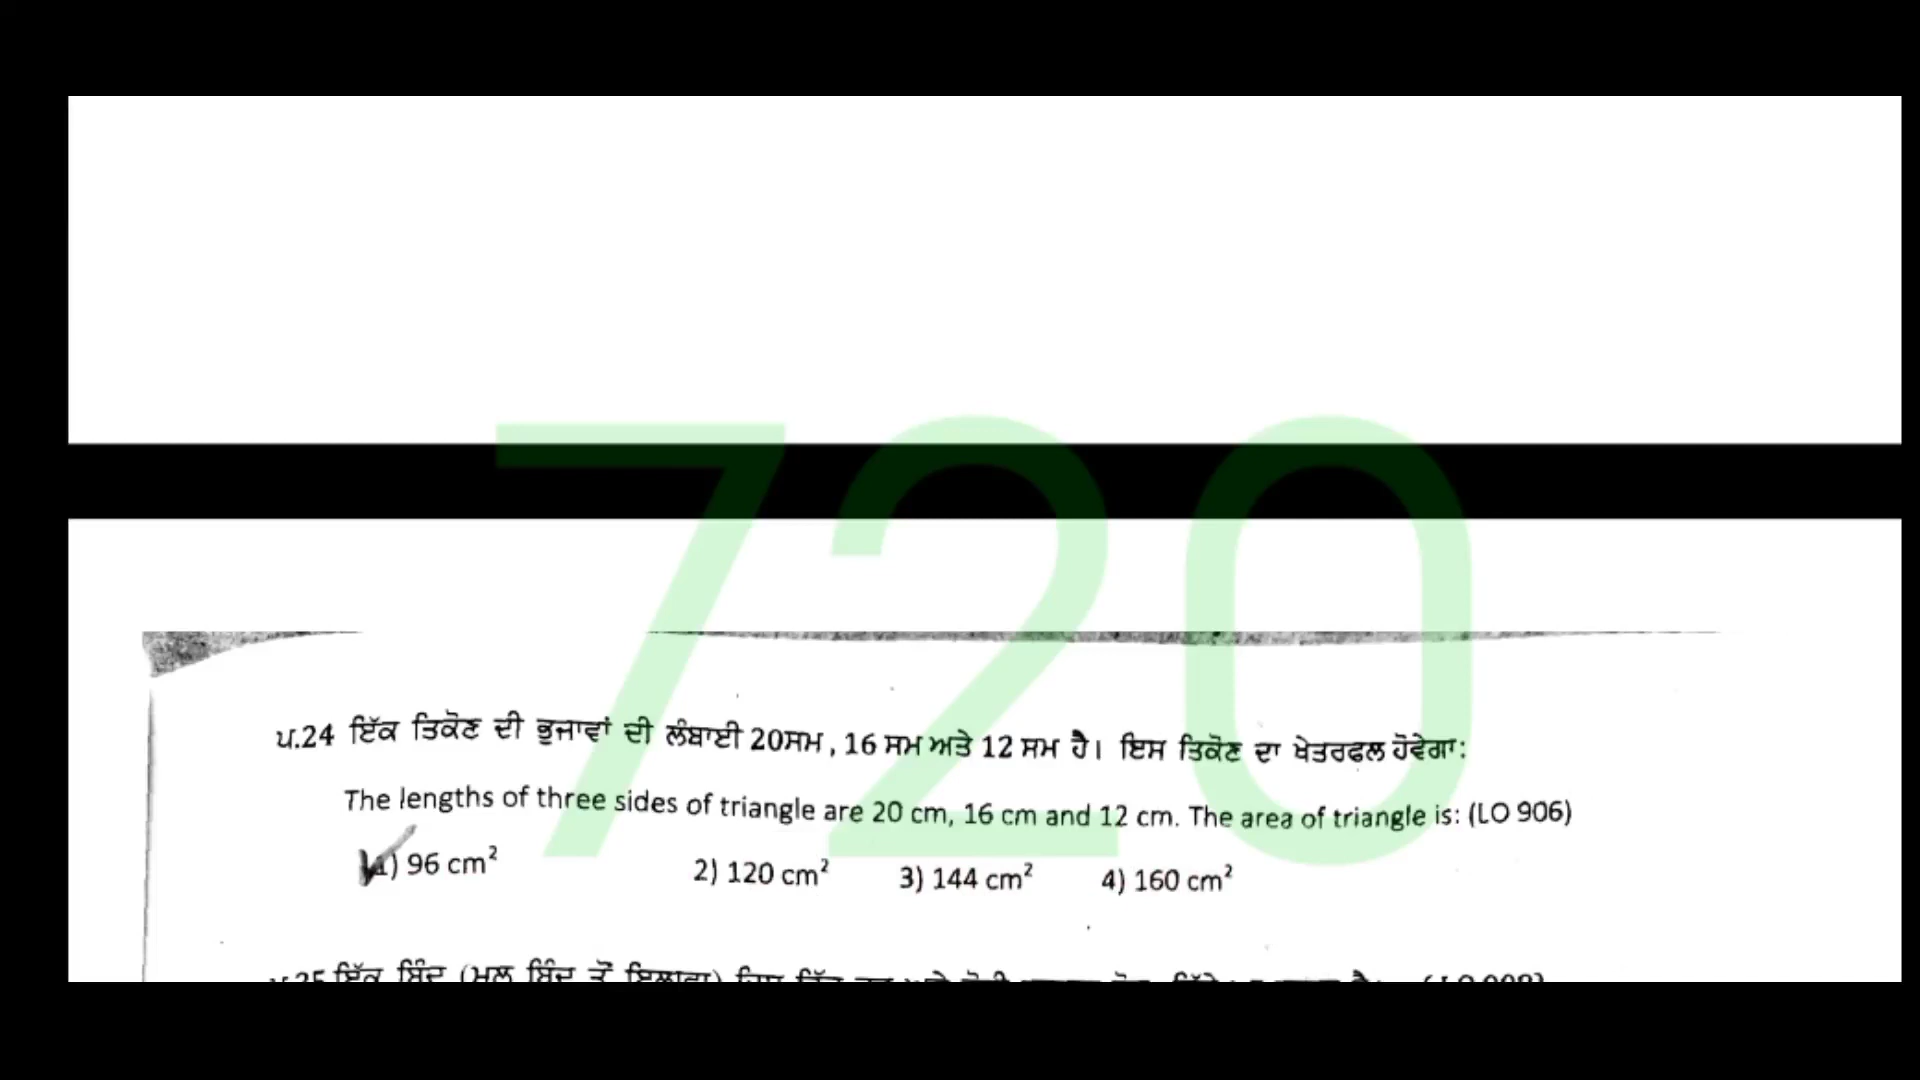 720
ਪ.24 ਇੱਕ ਤਿਕੋਣ ਦੀ ਭੁਜਾਵਾਂ ਦੀ ਲੰਬਾਈ 20ਸਮ, 16 ਸਮ ਅਤੇ 12 ਸਮ ਹੈ। ਇਸ ਤਿਕੋਣ ਦਾ ਖੇਤਰਫਲ ਹੋਵੇਗਾ:
The lengths of three sides of triangle are 20 cm, 16 cm and 12 cm. The area of triangle is: (LO 906)
1) 96 cm² 2) 120 cm² 3) 144 cm² 4) 160 cm²
ਇੱਕ ਬਿੰਦੂ